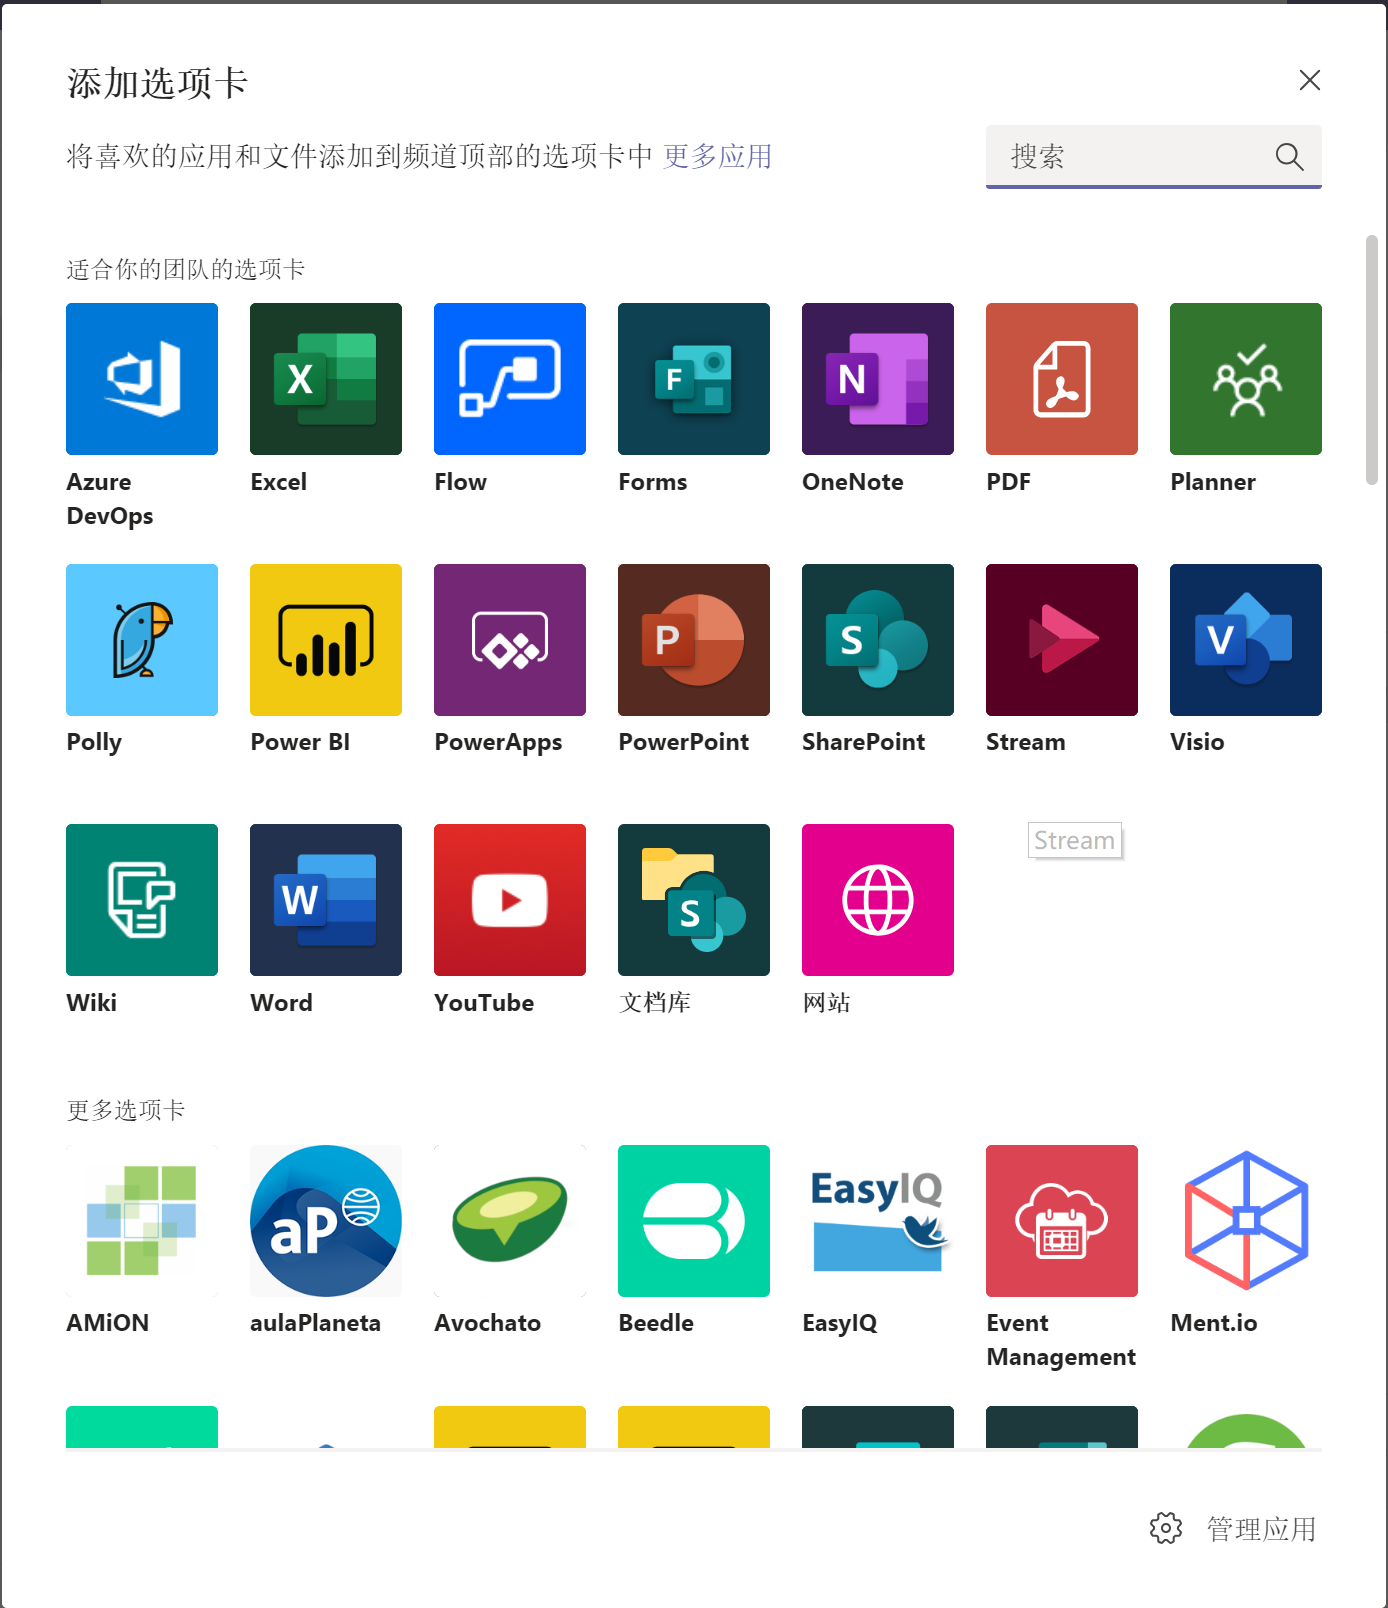 添加选项卡
将喜欢的应用和文件添加到频道顶部的选项卡中 更多应用
搜索
适合你的团队的选项卡
X
F
N
Azure
DevOps
Excel
Flow
Forms
OneNote
PDF
Planner
P
S
V
Polly
Power BI
PowerApps
PowerPoint
SharePoint
Stream
Visio
Stream
W
S
Wiki
Word
YouTube
文档库
网站
更多选项卡
aP
EasyIQ
AMiON
aulaPlaneta
Avochato
Beedle
EasyIQ
Event
Management
Ment.io
管理应用